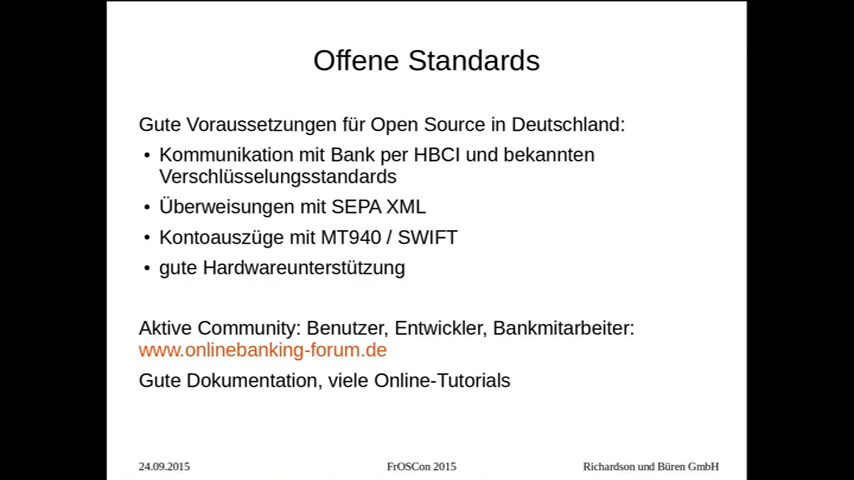 Offene Standards
Gute Voraussetzungen für Open Source in Deutschland:
• Kommunikation mit Bank per HBCI und bekannten
Verschlüsselungsstandards
• Überweisungen mit SEPA XML
• Kontoauszüge mit MT940 / SWIFT
• gute Hardwareunterstützung
Aktive Community: Benutzer, Entwickler, Bankmitarbeiter:
www.onlinebanking-forum.de
Gute Dokumentation, viele Online-Tutorials
24.09.2015 FrOSCon 2015 Richardson und Büren GmbH